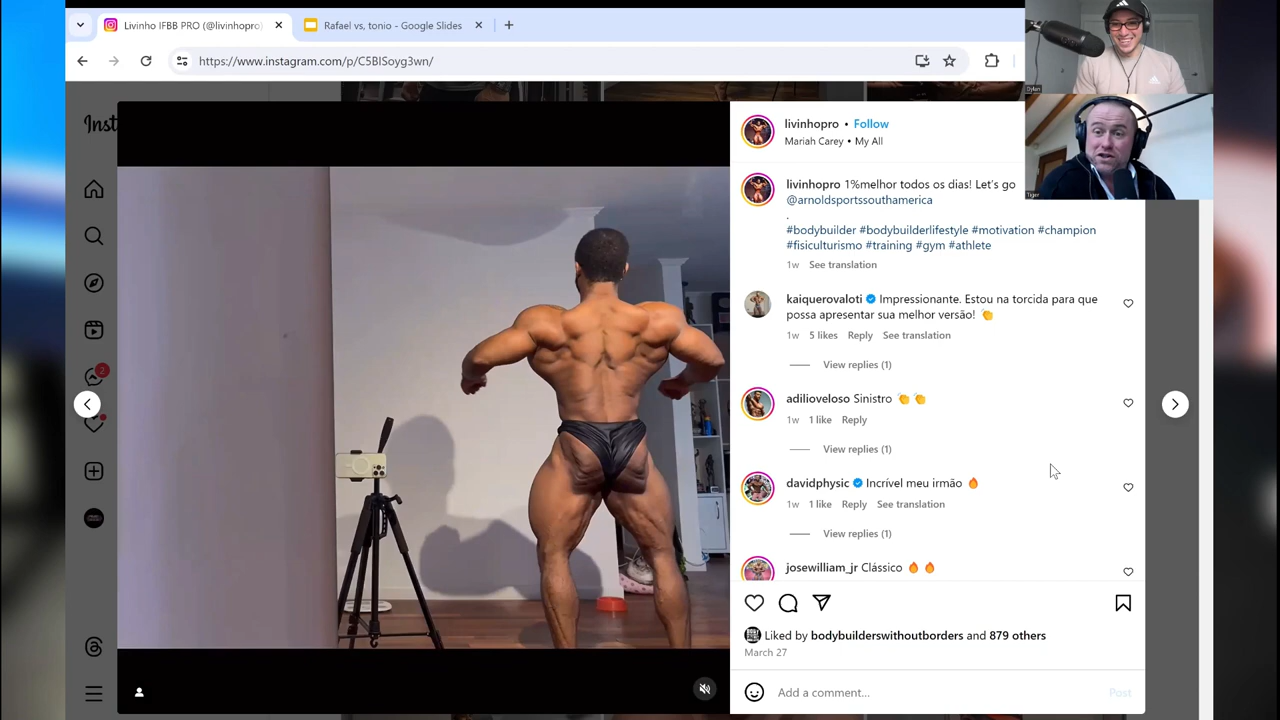 Livinho IFBB PRO (@livinhopro)
Rafael vs, tonio - Google Slides
https://www.instagram.com/p/C5BlSoyg3wn/
Dylan
Tiger
Inst
livinhopro • Follow
Mariah Carey • My All
livinhopro 1%melhor todos os dias! Let's go
@arnoldsportssouthamerica
.
#bodybuilder #bodybuilderlifestyle #motivation #champion
#fisiculturismo #training #gym #athlete
1w See translation
kaiquerovaloti Impressionante. Estou na torcida para que
possa apresentar sua melhor versão! 👏
1w 5 likes Reply See translation
View replies (1)
adilioveloso Sinistro 👏👏
1w 1 like Reply
View replies (1)
davidphysic Incrível meu irmão 🔥
1w 1 like Reply See translation
View replies (1)
josewilliam_jr Clássico 🔥🔥
2
Liked by bodybuilderswithoutborders and 879 others
March 27
Add a comment...
Post